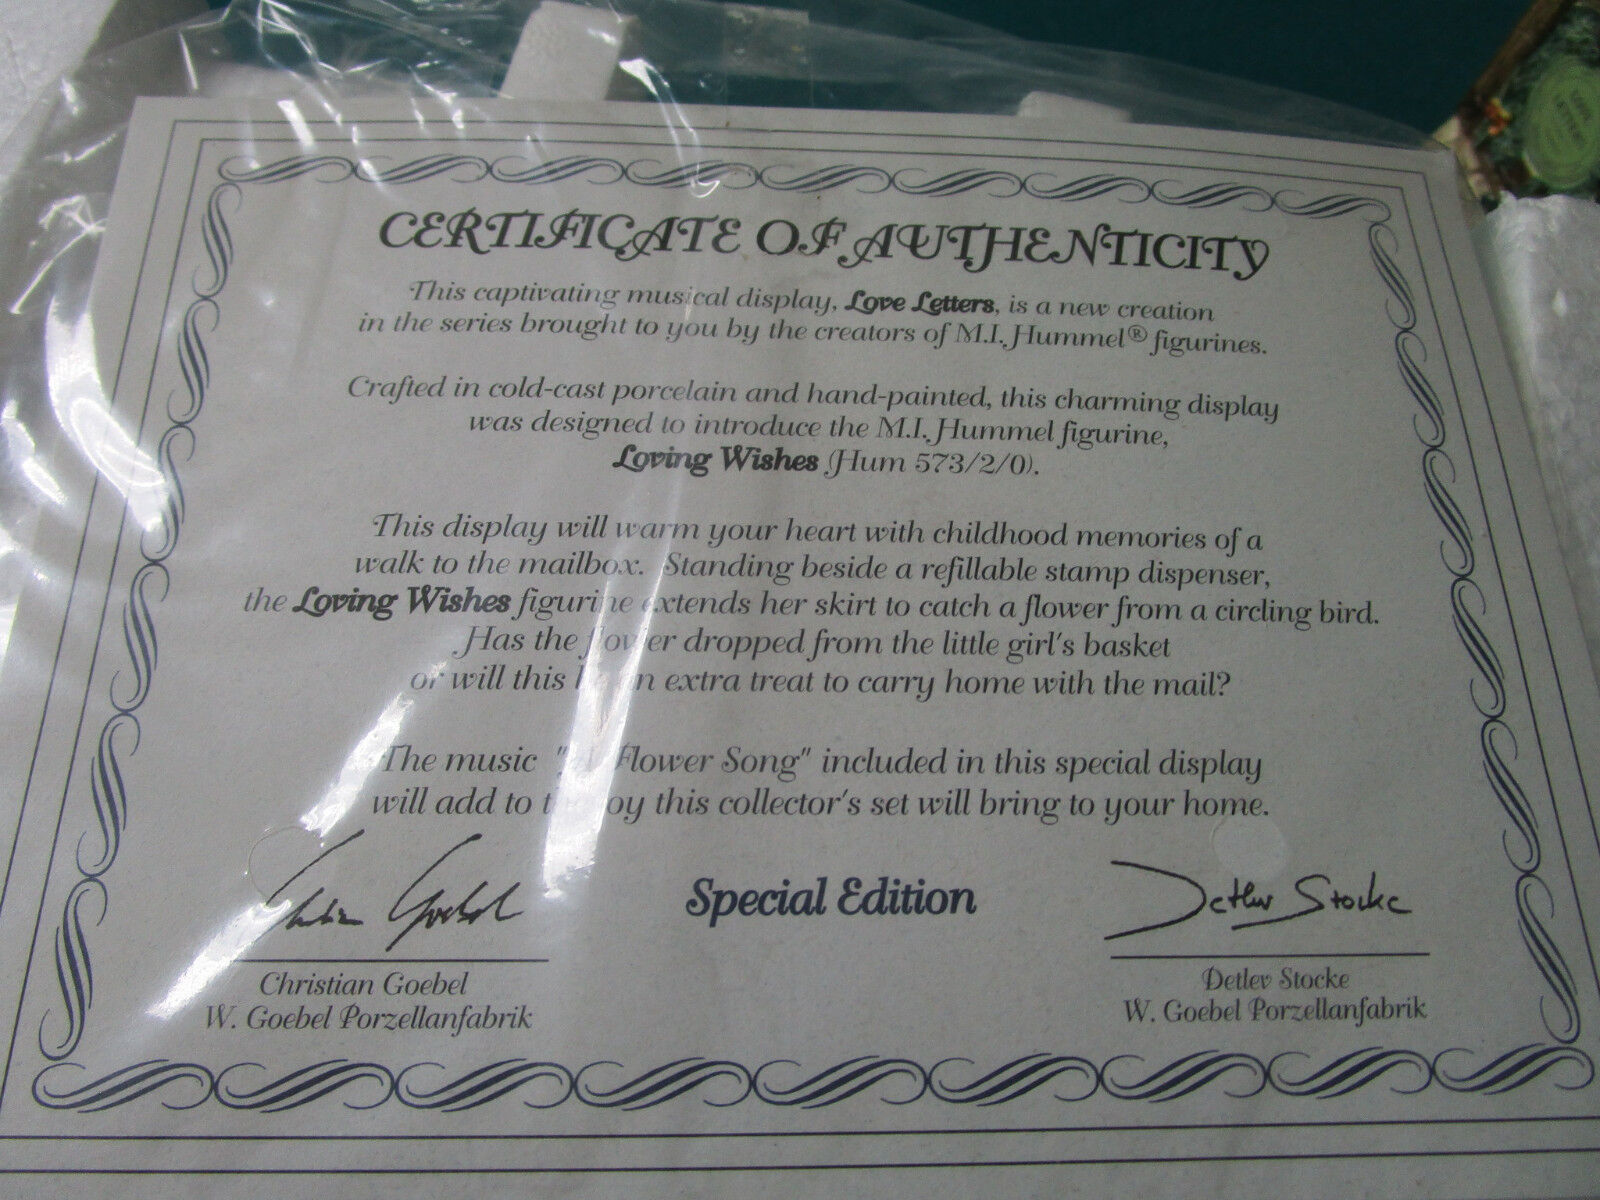 CERTIFICATE OF AUTHENTICITY
This captivating musical display, Love Letters, is a new creation
in the series brought to you by the creators of M.I. Hummel® figurines.
Crafted in cold-cast porcelain and hand-painted, this charming display
was designed to introduce the M.I. Hummel figurine,
Loving Wishes (Hum 573/2/0).
This display will warm your heart with childhood memories of a
walk to the mailbox. Standing beside a refillable stamp dispenser,
the Loving Wishes figurine extends her skirt to catch a flower from a circling bird.
Has the flower dropped from the little girl's basket
or will this be an extra treat to carry home with the mail?
The music " Flower Song" included in this special display
will add to the joy this collector's set will bring to your home.
Christian Goebel
Special Edition
Detlev Stocke
Christian Goebel
W. Goebel Porzellanfabrik
Detlev Stocke
W. Goebel Porzellanfabrik